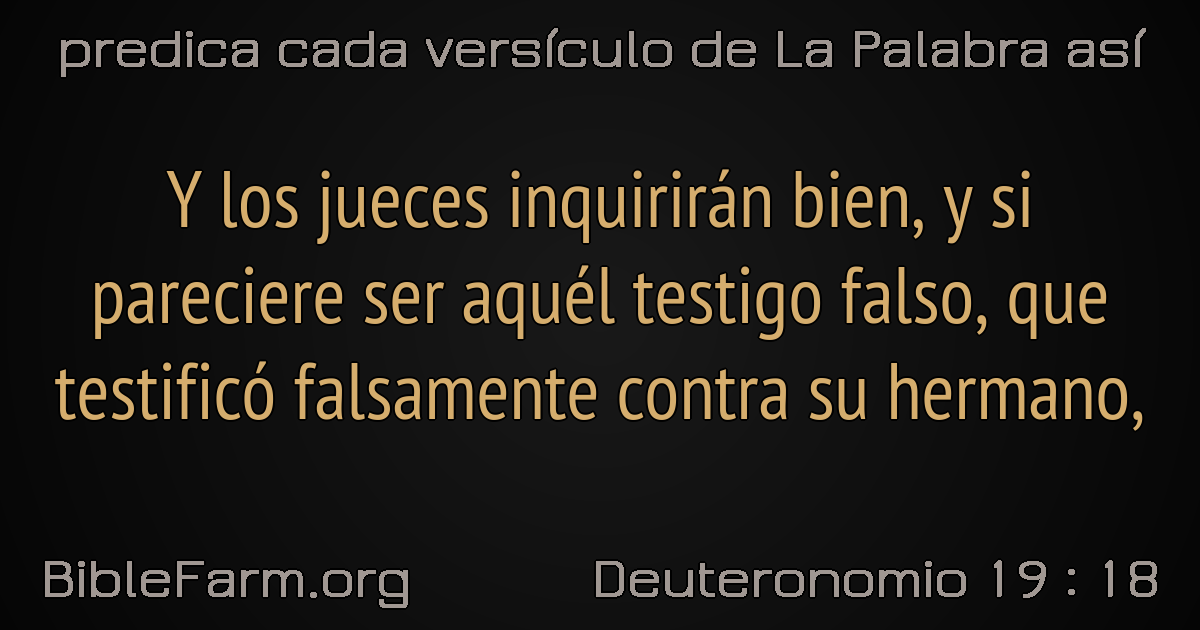 predica cada versículo de La Palabra así
Y los jueces inquirirán bien, y si
pareciere ser aquél testigo falso, que
testificó falsamente contra su hermano,
BibleFarm.org
Deuteronomio 19 : 18